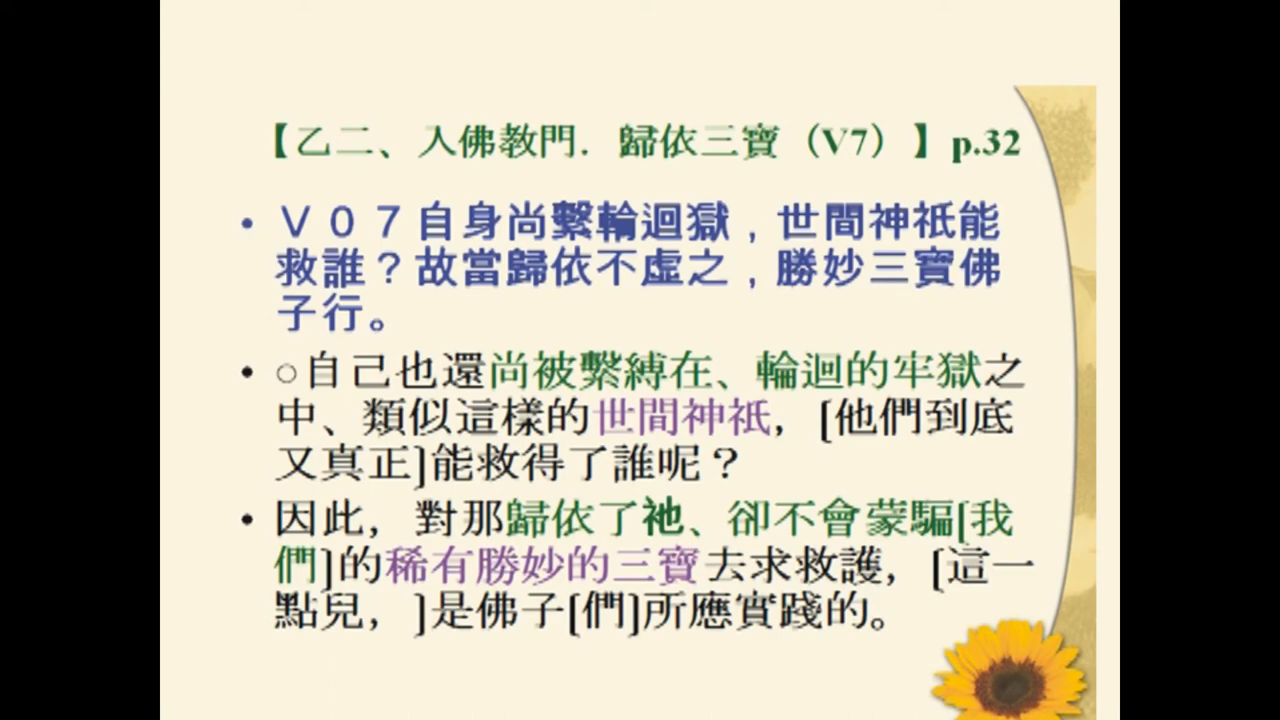 【乙二、入佛教門．歸依三寶（V7）】p.32
• Ｖ０７自身尚繫輪迴獄，世間神祇能
救誰？故當歸依不虛之，勝妙三寶佛
子行。
• ○自己也還尚被繫縛在、輪迴的牢獄之
中、類似這樣的世間神祇，[他們到底
又真正]能救得了誰呢？
• 因此，對那歸依了祂、卻不會蒙騙[我
們]的稀有勝妙的三寶去求救護，[這一
點兒，]是佛子[們]所應實踐的。